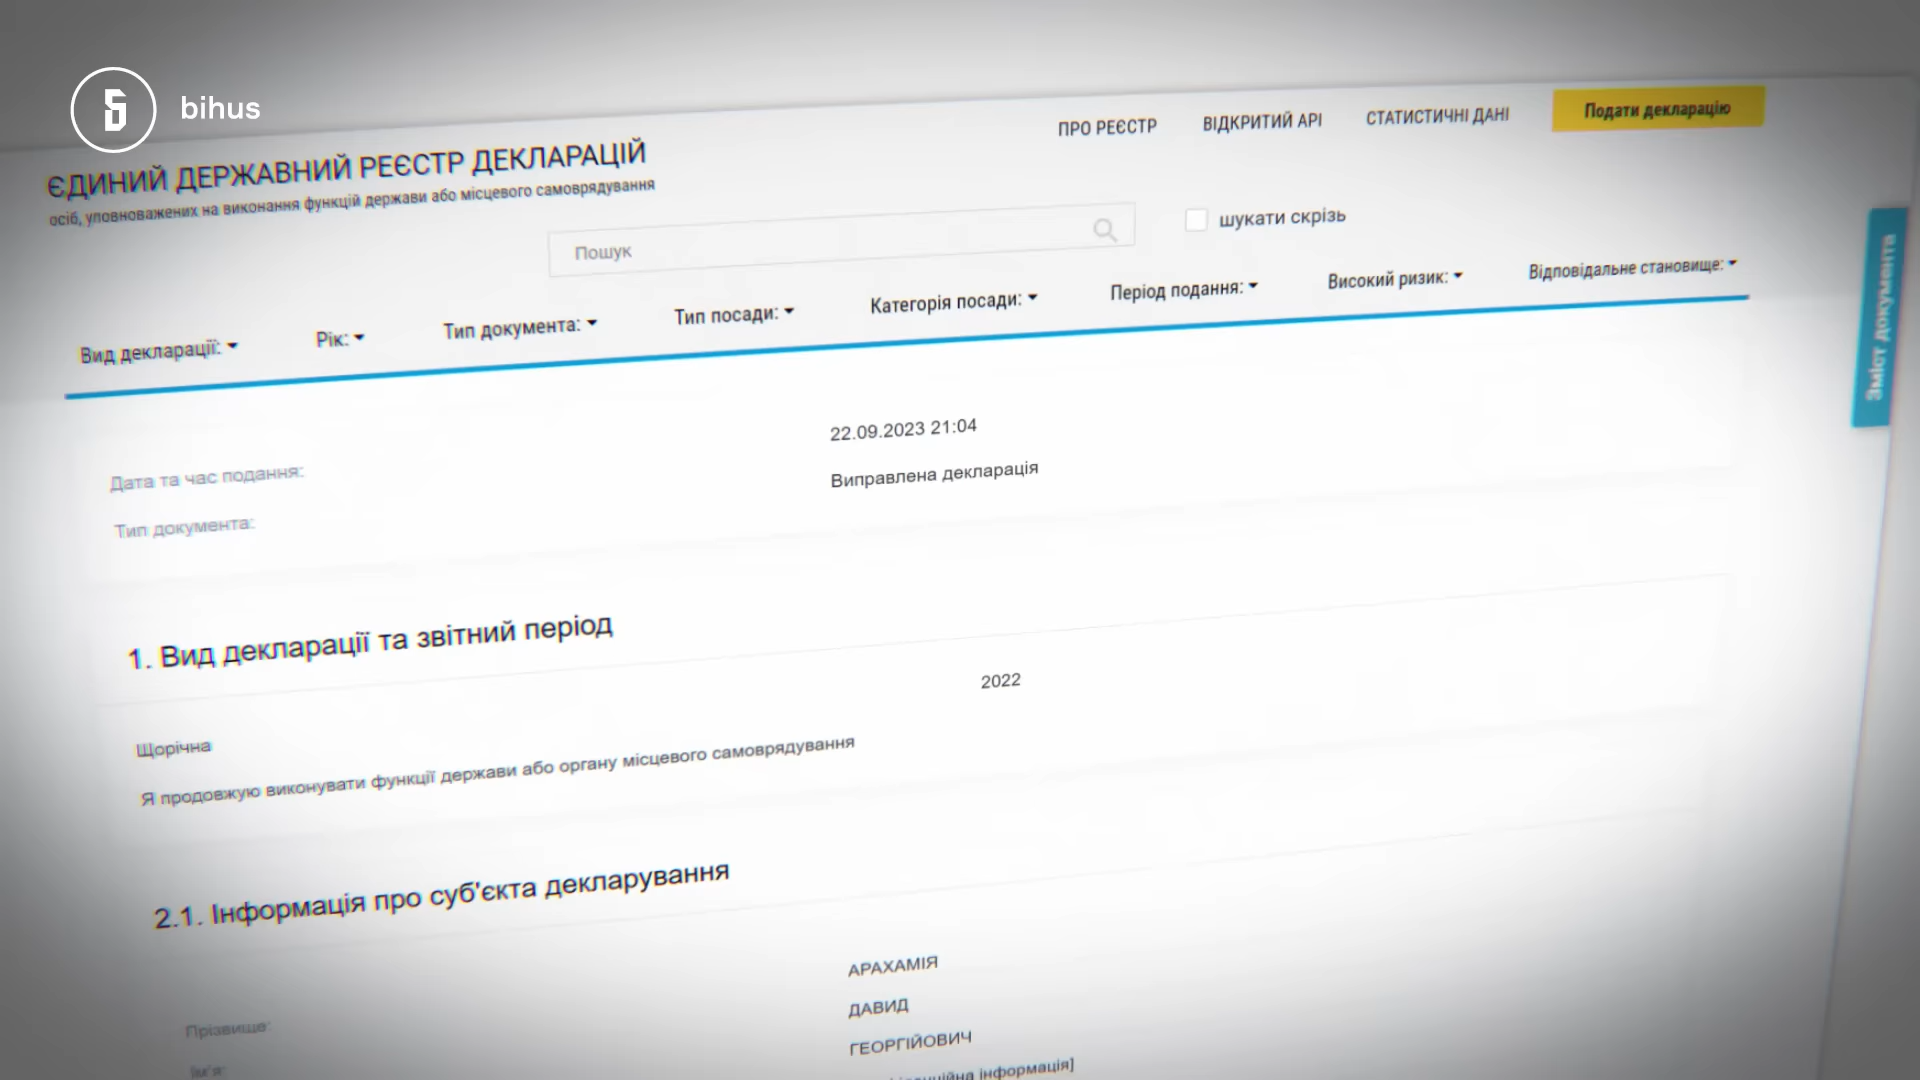 bihus
ЄДИНИЙ ДЕРЖАВНИЙ РЕЄСТР ДЕКЛАРАЦІЙ
осіб, уповноважених на виконання функцій держави або місцевого самоврядування
ПРО РЕЄСТР
ВІДКРИТИЙ АРІ
СТАТИСТИЧНІ ДАНІ
Подати декларацію
Пошук
шукати скрізь
Вид декларації:
Рік:
Тип документа:
Тип посади:
Категорія посади:
Період подання:
Високий ризик:
Відповідальне становище:
Зміст документа
Дата та час подання:
22.09.2023 21:04
Тип документа:
Виправлена декларація
1. Вид декларації та звітний період
Щорічна
2022
Я продовжую виконувати функції держави або органу місцевого самоврядування
2.1. Інформація про суб'єкта декларування
Прізвище:
АРАХАМІЯ
Ім'я:
ДАВИД
ГЕОРГІЙОВИЧ
інформація]